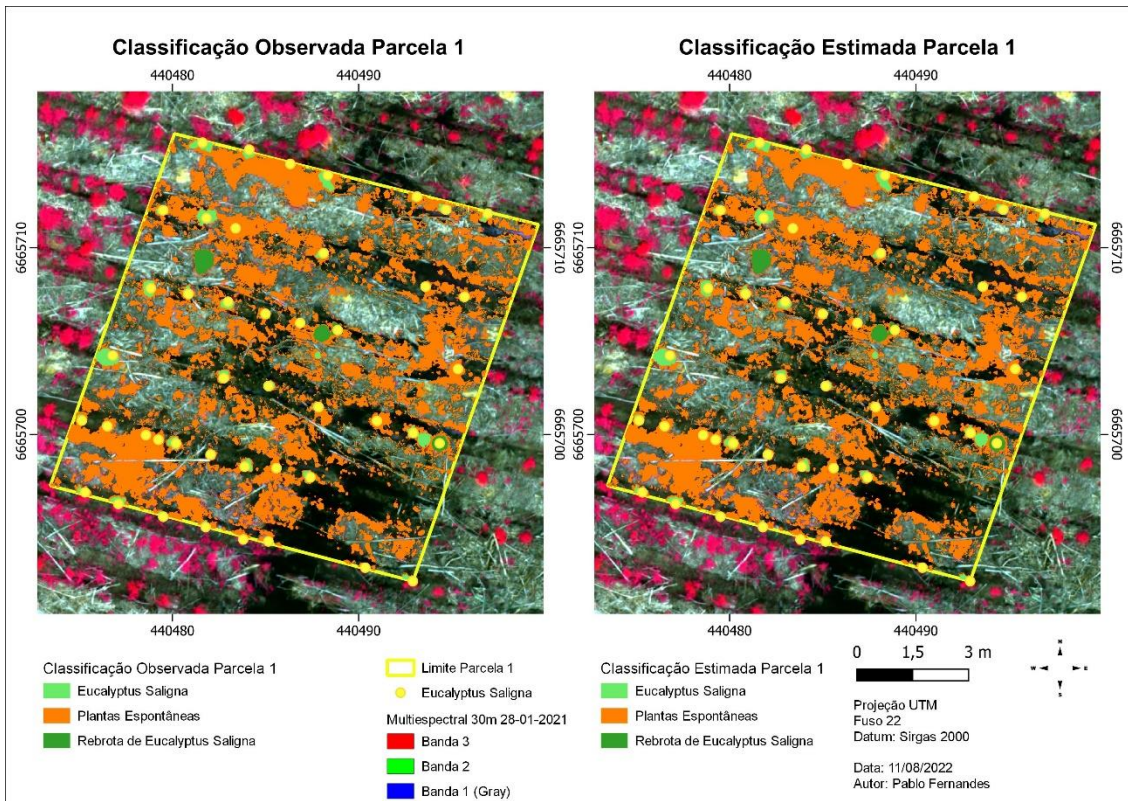 Classificação Observada Parcela 1
Classificação Estimada Parcela 1
440480
440490
440480
440490
6665710
6665710
6665710
6665700
6665700
6665700
440480
440490
440480
440490
Classificação Observada Parcela 1
Eucalyptus Saligna
Plantas Espontâneas
Rebrota de Eucalyptus Saligna
Limite Parcela 1
Eucalyptus Saligna
Multiespectral 30m 28-01-2021
Banda 3
Banda 2
Banda 1 (Gray)
Classificação Estimada Parcela 1
Eucalyptus Saligna
Plantas Espontâneas
Rebrota de Eucalyptus Saligna
0 1,5 3 m
Projeção UTM
Fuso 22
Datum: Sirgas 2000
Data: 11/08/2022
Autor: Pablo Fernandes
N
W E
S